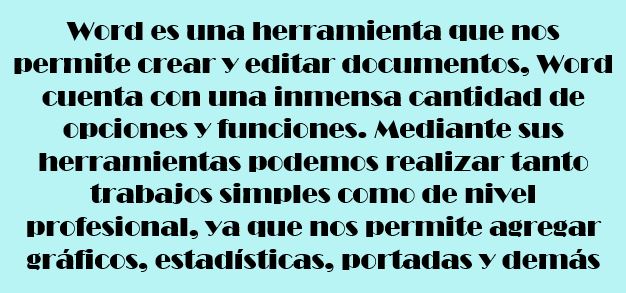 Word es una herramienta que nos
permite crear y editar documentos, Word
cuenta con una inmensa cantidad de
opciones y funciones. Mediante sus
herramientas podemos realizar tanto
trabajos simples como de nivel
profesional, ya que nos permite agregar
gráficos, estadísticas, portadas y demás